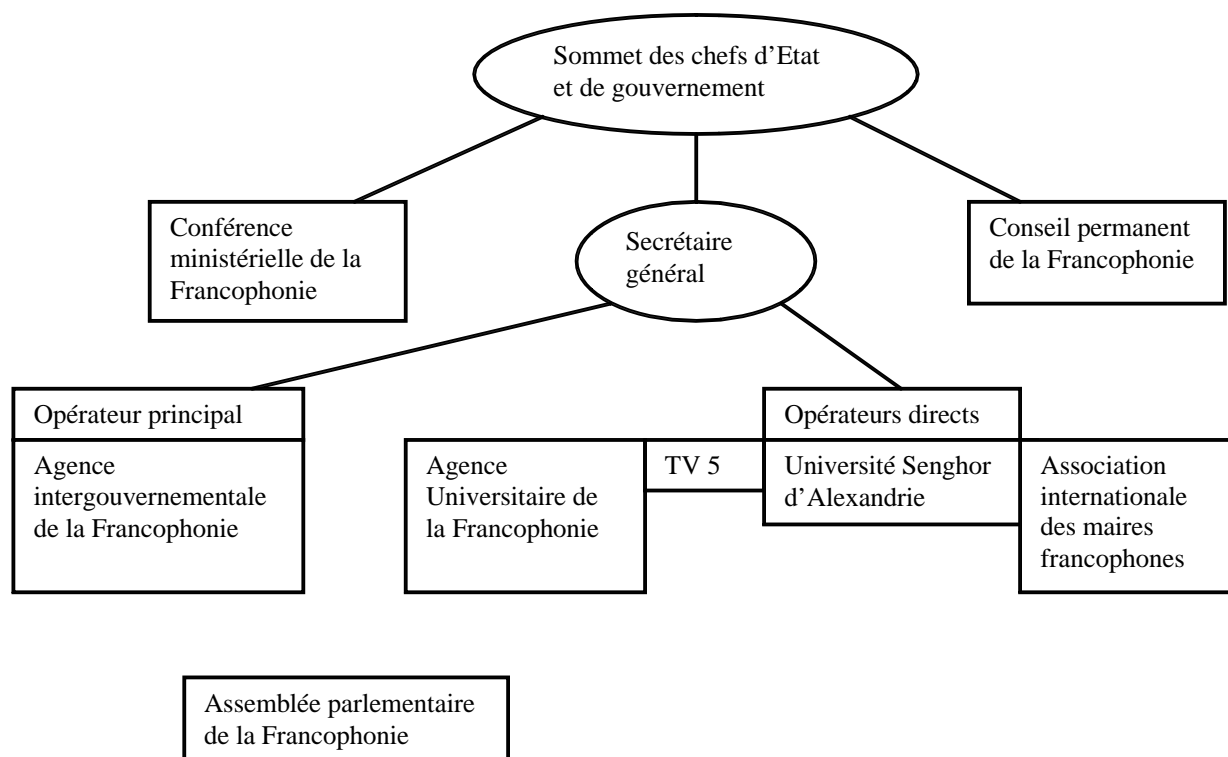 Sommet des chefs d’Etat
et de gouvernement
Conférence
ministérielle de la
Francophonie
Secrétaire
général
Conseil permanent
de la Francophonie
Opérateur principal
Agence
intergouvernementale
de la Francophonie
Opérateurs directs
Agence
Universitaire de
la Francophonie
TV 5
Université Senghor
d’Alexandrie
Association
internationale
des maires
francophones
Assemblée parlementaire
de la Francophonie